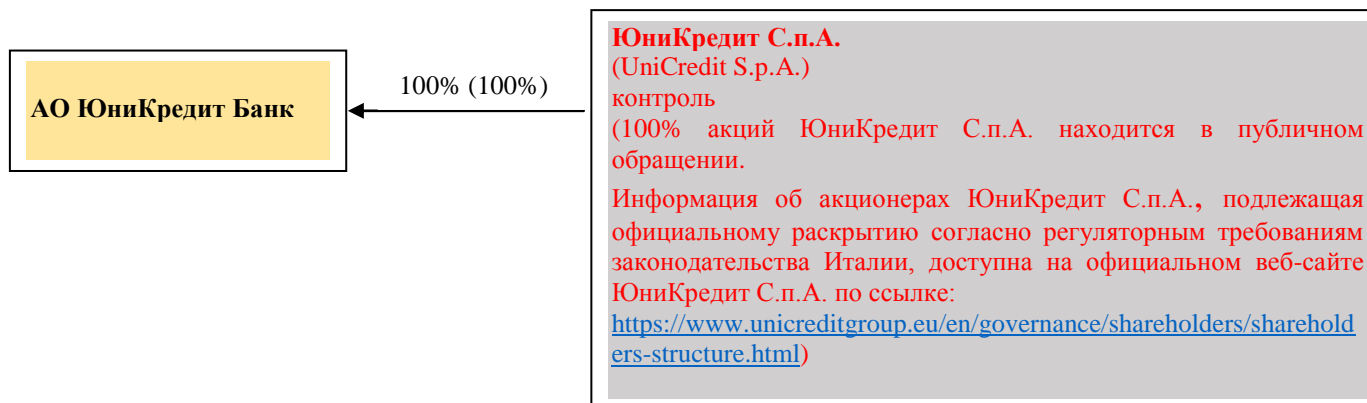 АО ЮниКредит Банк
100% (100%)
ЮниКредит С.п.А.
(UniCredit S.p.A.)
контроль
(100% акций ЮниКредит С.п.А. находится в публичном
обращении.
Информация об акционерах ЮниКредит С.п.А., подлежащая
официальному раскрытию согласно регуляторным требованиям
законодательства Италии, доступна на официальном веб-сайте
ЮниКредит С.п.А. по ссылке:
https://www.unicreditgroup.eu/en/governance/shareholders/sharehold
ers-structure.html)